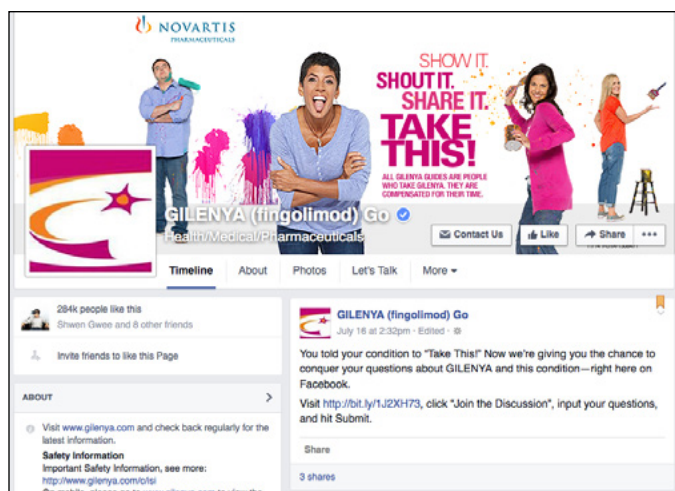 NOVARTIS
PHARMACEUTICALS
SHOW IT.
SHOUT IT.
SHARE IT.
TAKE
THIS!
ALL GILENYA GUIDES ARE PEOPLE
WHO TAKE GILENYA. THEY ARE
COMPENSATED FOR THEIR TIME.
GILENYA (fingolimod) Go
Health/Medical/Pharmaceuticals
Contact Us
Like
Share
Timeline
About
Photos
Let's Talk
More
284k people like this
Shwen Gwee and 8 other friends
Invite friends to like this Page
ABOUT
Visit www.gilenya.com and check back regularly for the
latest information.
Safety Information
Important Safety Information, see more:
http://www.gilenya.com/c/isi
GILENYA (fingolimod) Go
July 16 at 2:32pm · Edited ·
You told your condition to "Take This!" Now we're giving you the chance to
conquer your questions about GILENYA and this condition—right here on
Facebook.
Visit http://bit.ly/1J2XH73, click "Join the Discussion", input your questions,
and hit Submit.
Share
3 shares